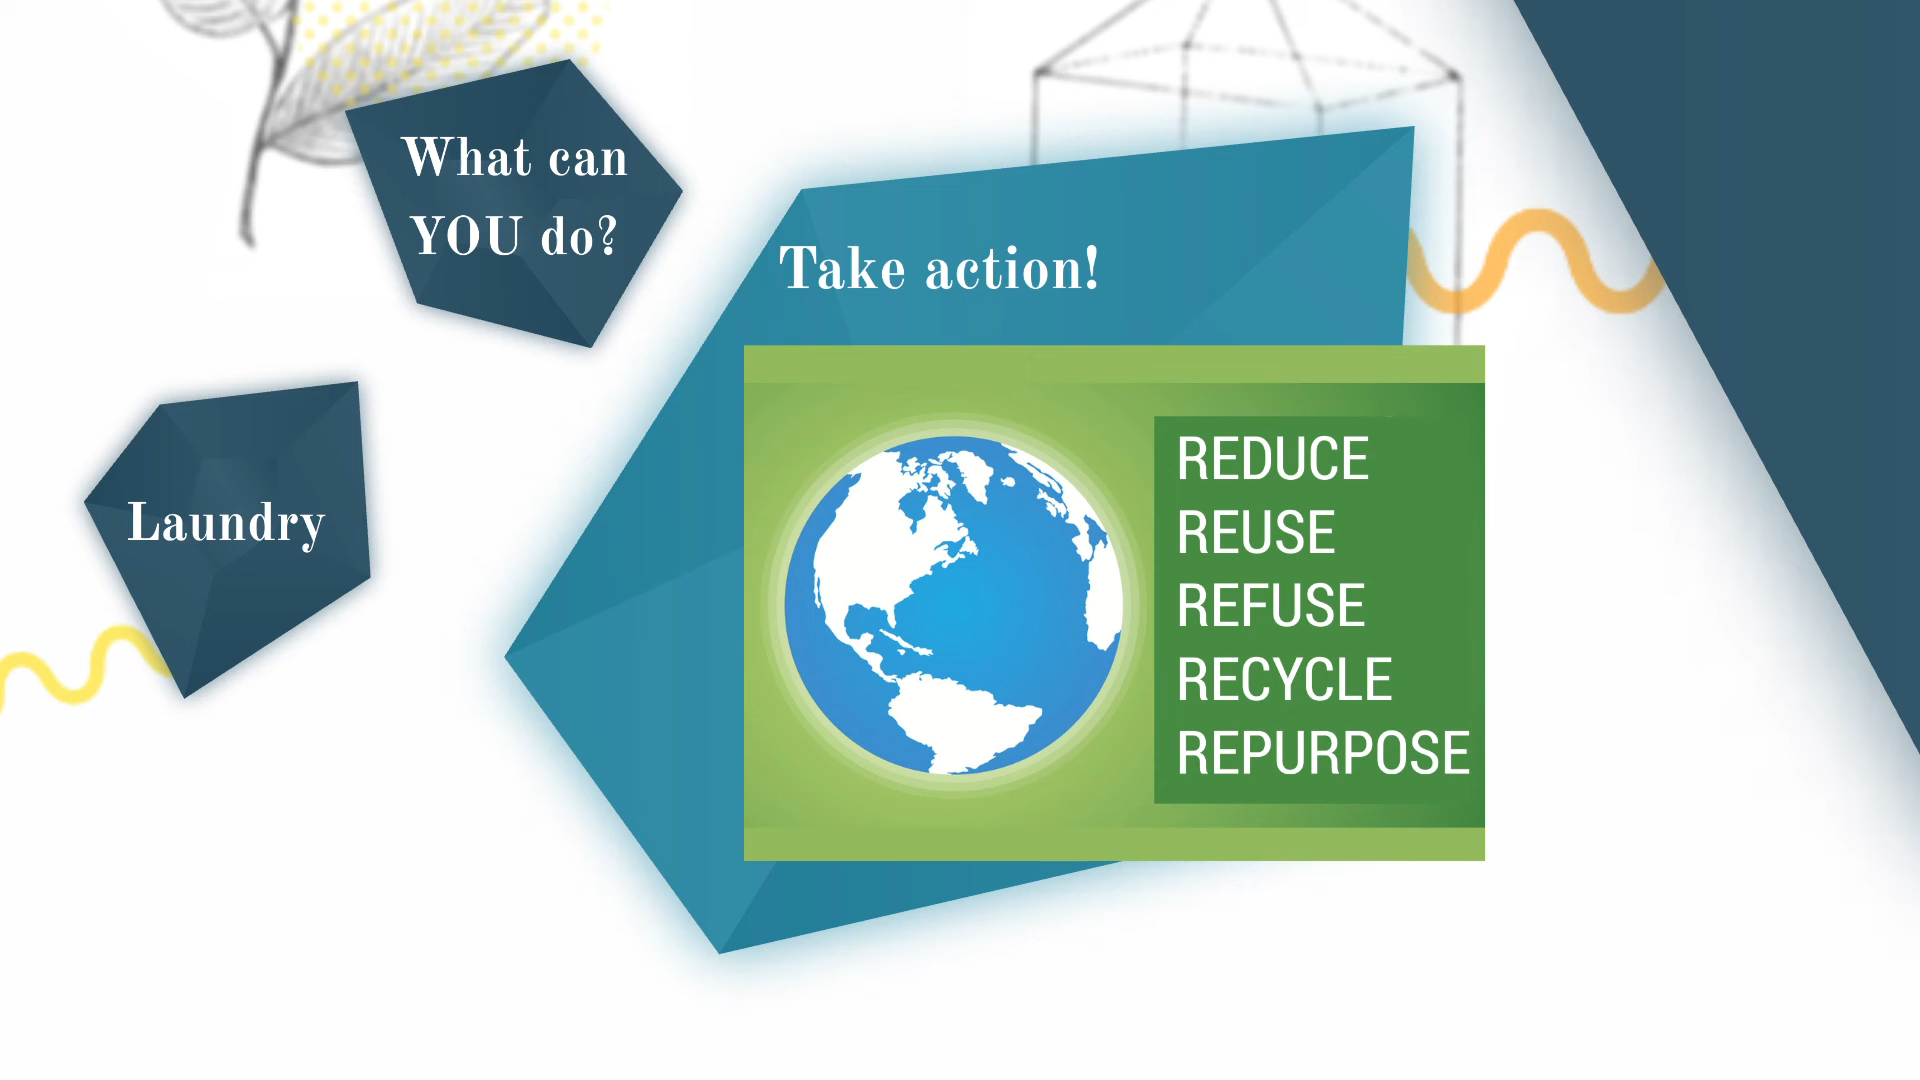 What can
YOU do?
Take action!
Laundry
REDUCE
REUSE
REFUSE
RECYCLE
REPURPOSE